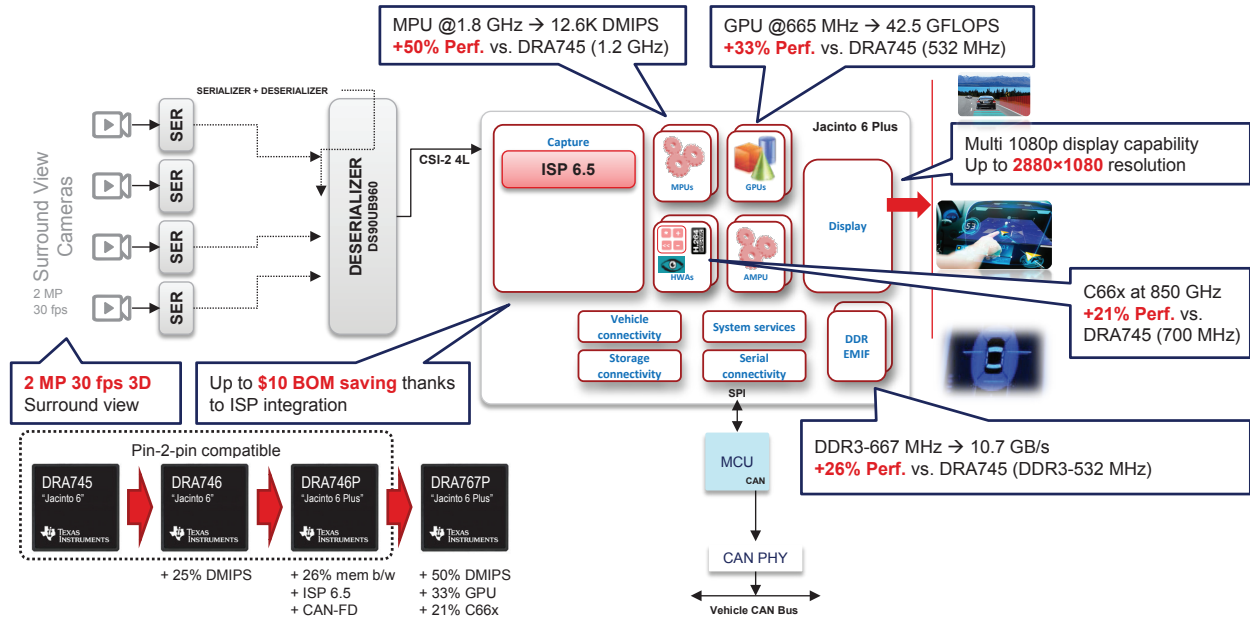 MPU @1.8 GHz → 12.6K DMIPS
+50% Perf. vs. DRA745 (1.2 GHz)
GPU @665 MHz → 42.5 GFLOPS
+33% Perf. vs. DRA745 (532 MHz)
SERIALIZER + DESERIALIZER
Surround View
Cameras
2 MP
30 fps
SER
SER
SER
SER
DESERIALIZER
DS90UB960
CSI-2 4L
Jacinto 6 Plus
Capture
ISP 6.5
MPUs
GPUs
H.264
HWAs
AMPU
Display
Multi 1080p display capability
Up to 2880×1080 resolution
53
C66x at 850 GHz
+21% Perf. vs.
DRA745 (700 MHz)
Vehicle
connectivity
System services
Storage
connectivity
Serial
connectivity
DDR
EMIF
SPI
2 MP 30 fps 3D
Surround view
Up to $10 BOM saving thanks
to ISP integration
DDR3-667 MHz → 10.7 GB/s
+26% Perf. vs. DRA745 (DDR3-532 MHz)
MCU
CAN
CAN PHY
Vehicle CAN Bus
Pin-2-pin compatible
DRA745
“Jacinto 6”
TEXAS
INSTRUMENTS
DRA746
“Jacinto 6”
TEXAS
INSTRUMENTS
DRA746P
“Jacinto 6 Plus”
TEXAS
INSTRUMENTS
DRA767P
“Jacinto 6 Plus”
TEXAS
INSTRUMENTS
+ 25% DMIPS
+ 26% mem b/w
+ ISP 6.5
+ CAN-FD
+ 50% DMIPS
+ 33% GPU
+ 21% C66x